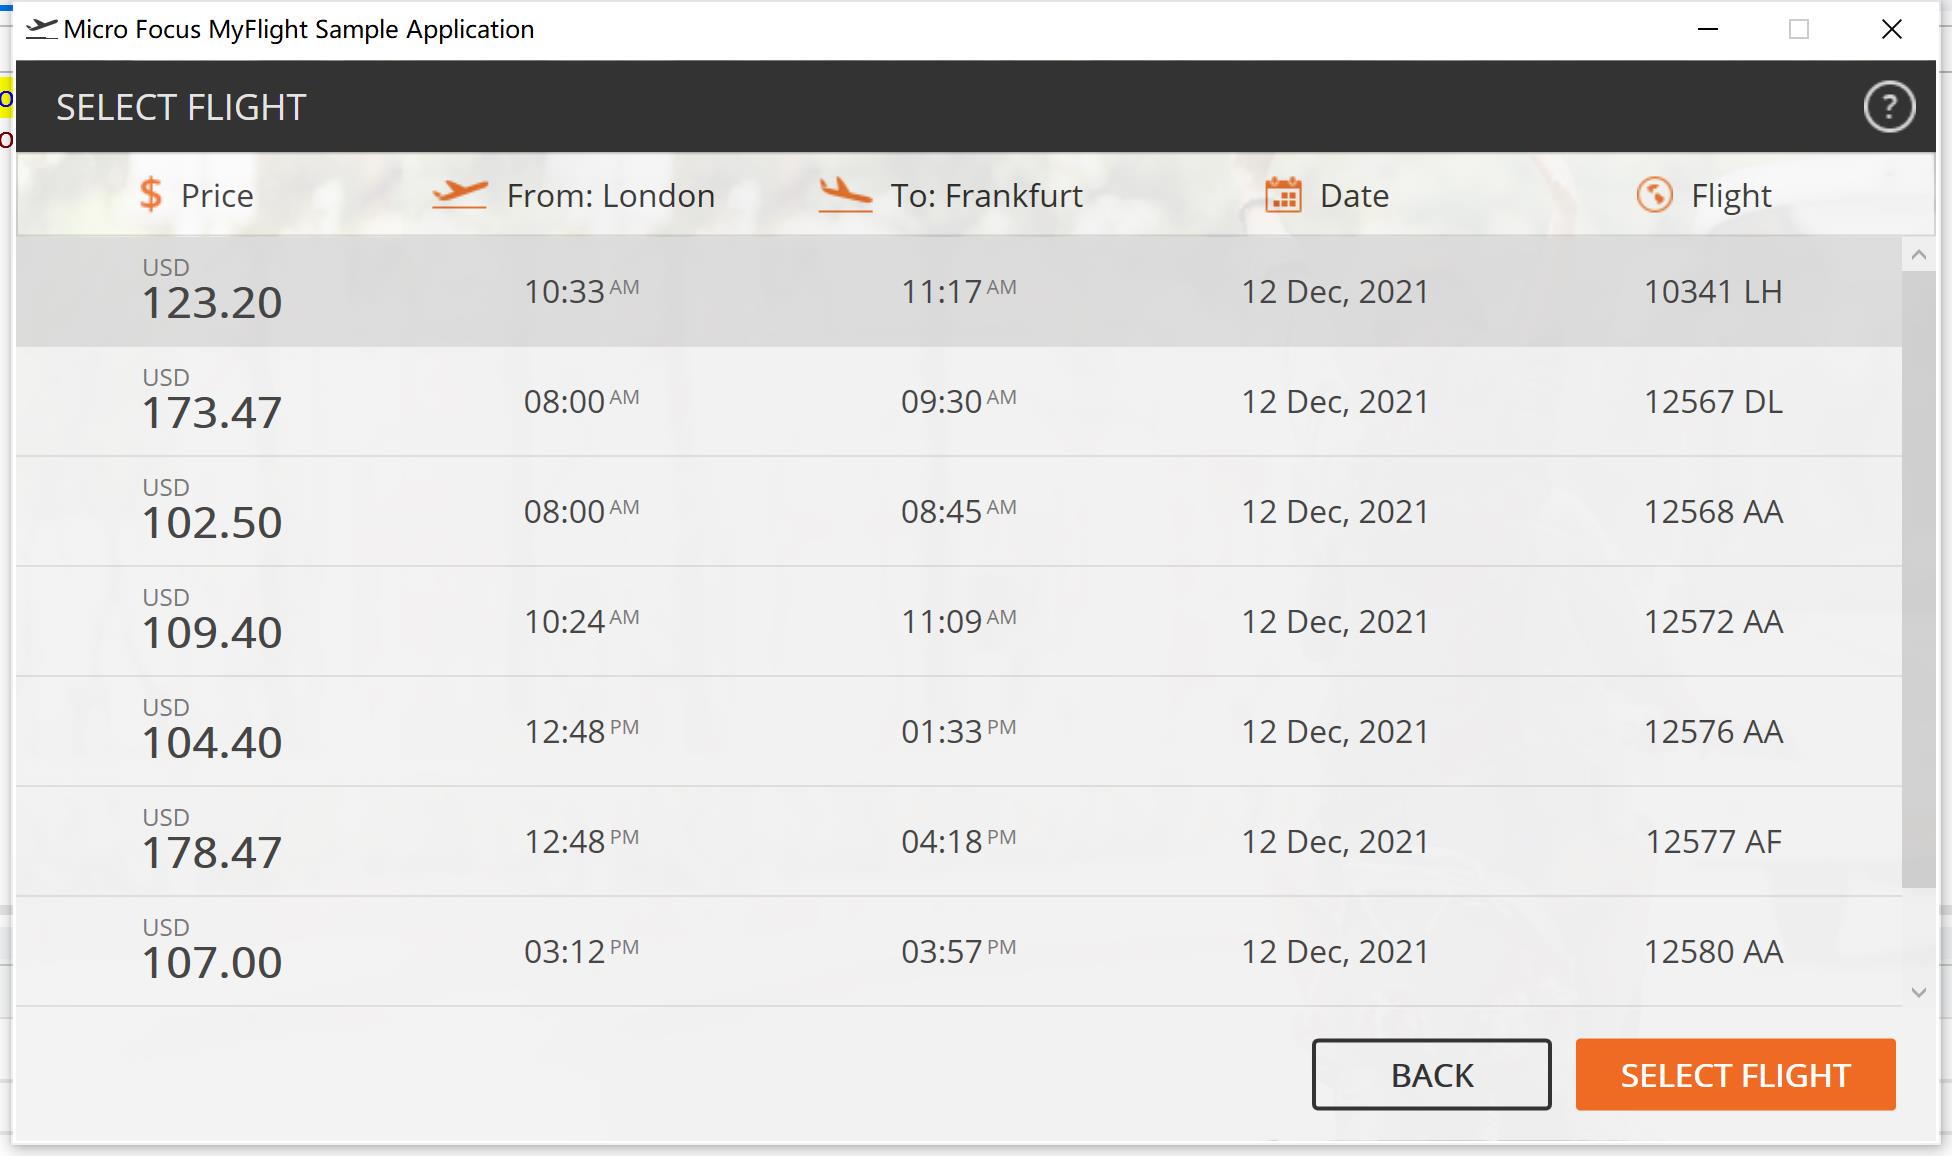 Micro Focus MyFlight Sample Application
SELECT FLIGHT
?
$ Price From: London To: Frankfurt Date Flight
USD
123.20 10:33 AM 11:17 AM 12 Dec, 2021 10341 LH
USD
173.47 08:00 AM 09:30 AM 12 Dec, 2021 12567 DL
USD
102.50 08:00 AM 08:45 AM 12 Dec, 2021 12568 AA
USD
109.40 10:24 AM 11:09 AM 12 Dec, 2021 12572 AA
USD
104.40 12:48 PM 01:33 PM 12 Dec, 2021 12576 AA
USD
178.47 12:48 PM 04:18 PM 12 Dec, 2021 12577 AF
USD
107.00 03:12 PM 03:57 PM 12 Dec, 2021 12580 AA
BACK SELECT FLIGHT